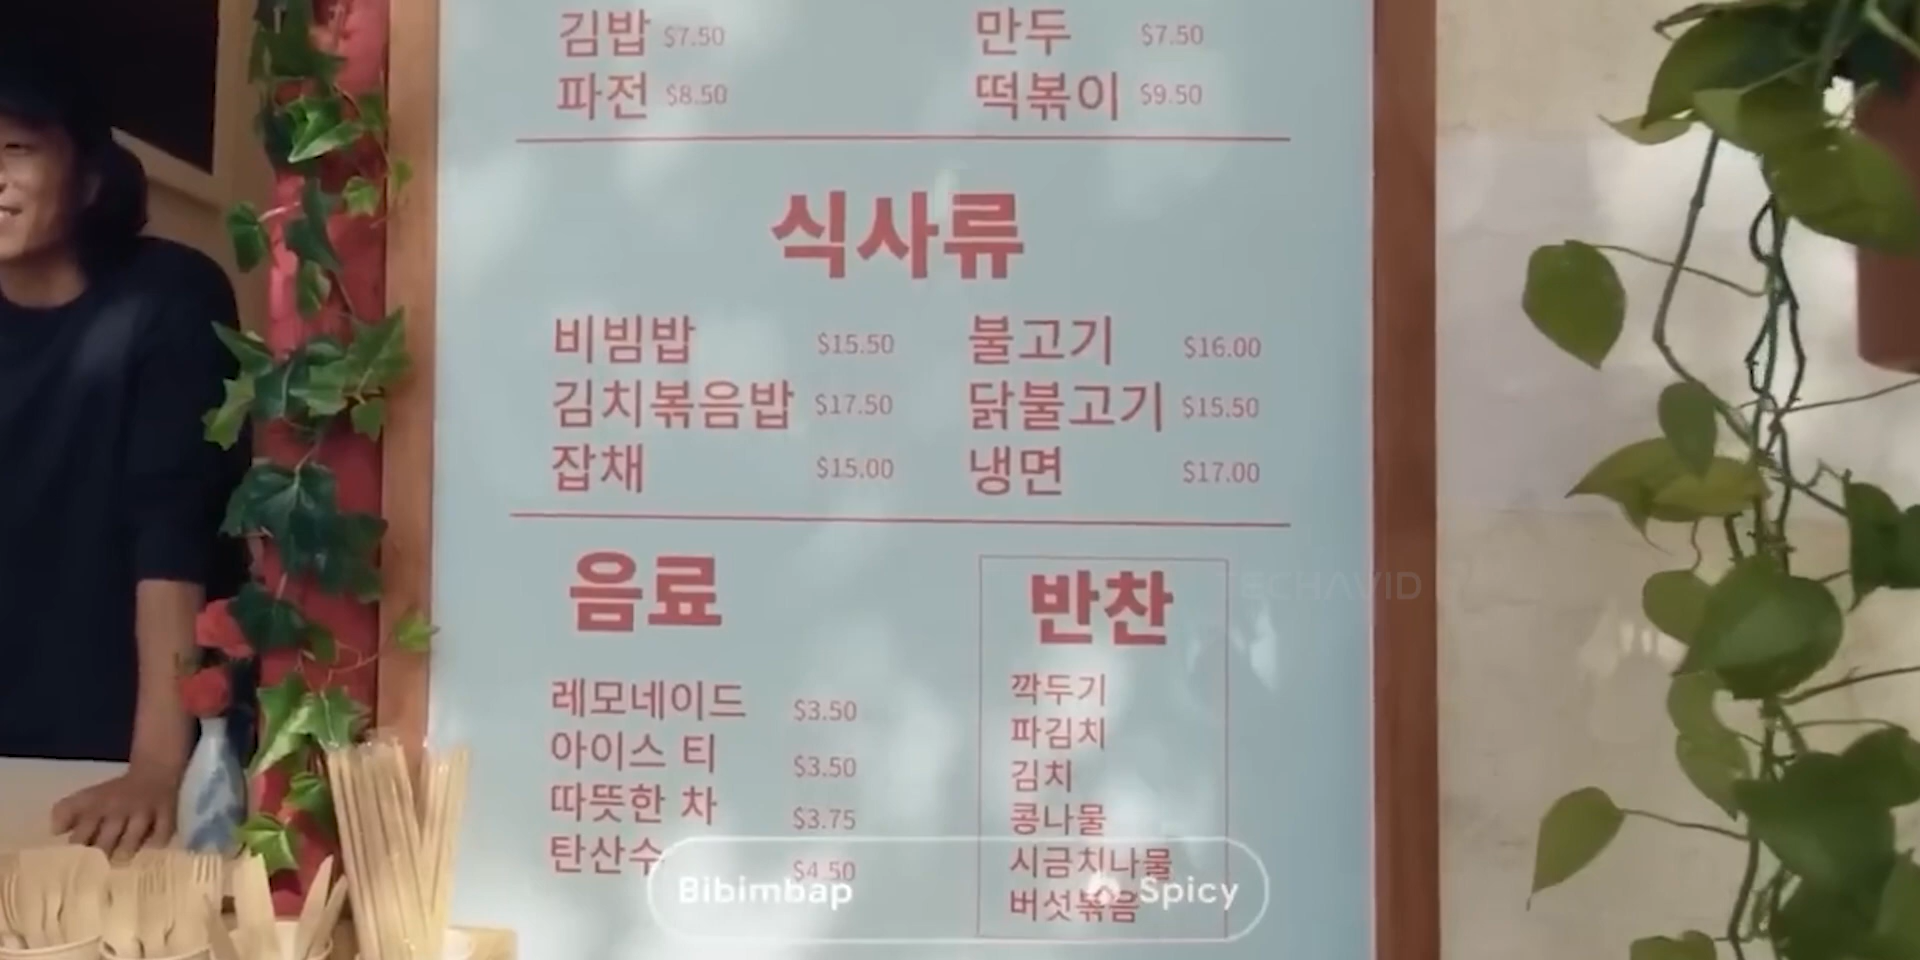 김밥 $7.50
만두 $7.50
파전 $8.50
떡볶이 $9.50
식사류
비빔밥 $15.50
불고기 $16.00
김치볶음밥 $17.50
닭불고기 $15.50
잡채 $15.00
냉면 $17.00
음료
레모네이드 $3.50
아이스 티 $3.50
따뜻한 차 $3.75
탄산수 $4.50
반찬
깍두기
파김치
김치
콩나물
시금치나물
버섯볶음
Bibimbap
Spicy
TECHAVID